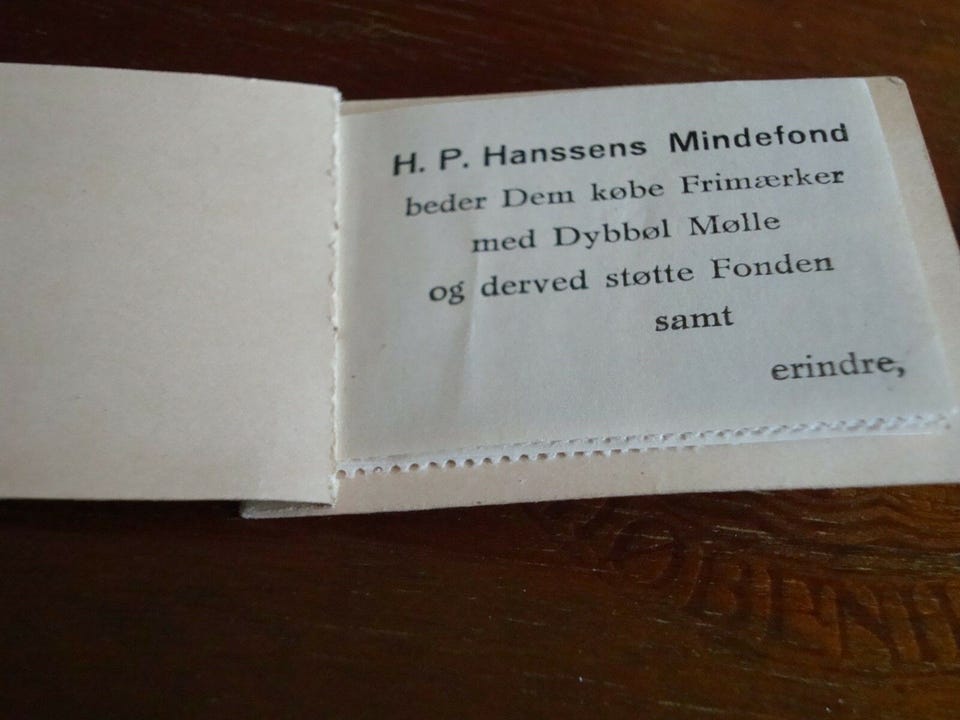 H. P. Hanssens Mindefond
beder Dem købe Frimærker
med Dybbøl Mølle
og derved støtte Fonden
samt
erindre,